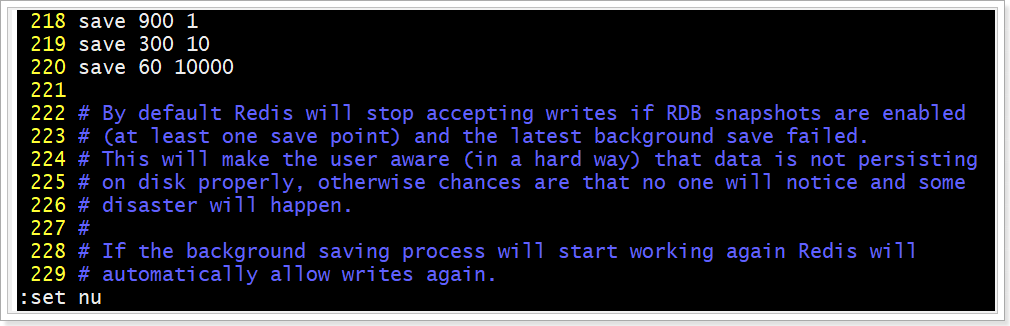 218 save 900 1
219 save 300 10
220 save 60 10000
221
222 # By default Redis will stop accepting writes if RDB snapshots are enabled
223 # (at least one save point) and the latest background save failed.
224 # This will make the user aware (in a hard way) that data is not persisting
225 # on disk properly, otherwise chances are that no one will notice and some
226 # disaster will happen.
227 #
228 # If the background saving process will start working again Redis will
229 # automatically allow writes again.
:set nu